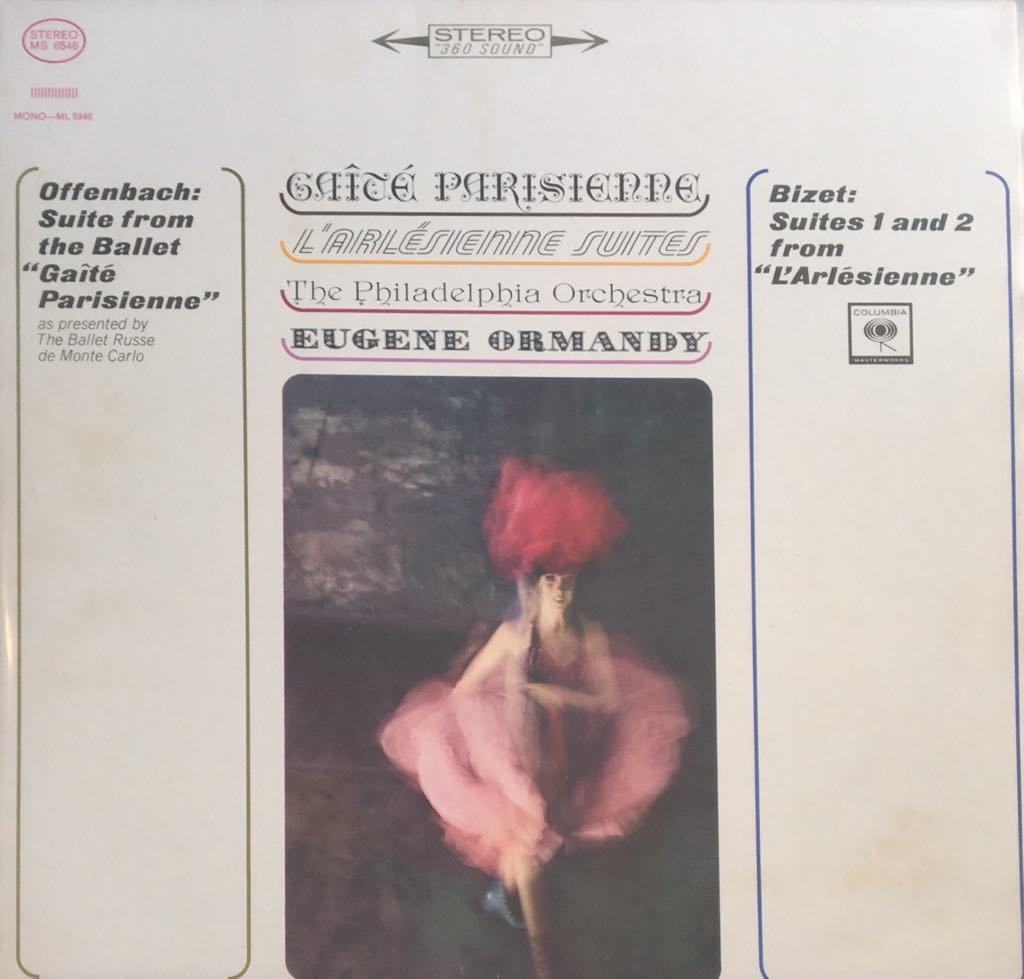 STEREO
MS 6546
MONO—ML 5946
STEREO
"360 SOUND"
Offenbach:
Suite from
the Ballet
“Gaîté
Parisienne”
as presented by
The Ballet Russe
de Monte Carlo
GAÎTÉ PARISIENNE
L'ARLÉSIENNE SUITES
The Philadelphia Orchestra
EUGENE ORMANDY
Bizet:
Suites 1 and 2
from
“L'Arlésienne”
COLUMBIA
MASTERWORKS